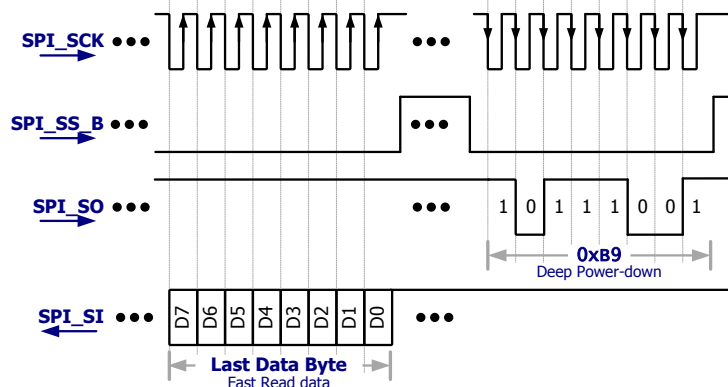 SPI_SCK
SPI_SS_B
SPI_SO
1 0 1 1 1 0 0 1
0xB9
Deep Power-down
SPI_SI
D7 D6 D5 D4 D3 D2 D1 D0
Last Data Byte
Fast Read data